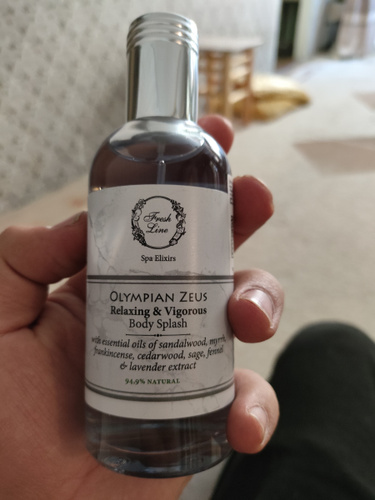 Fresh
Line
Spa Elixirs
OLYMPIAN ZEUS
Relaxing & Vigorous
Body Splash
with essential oils of sandalwood, myrrh,
frankincense, cedarwood, sage, fennel
& lavender extract
94,9% NATURAL